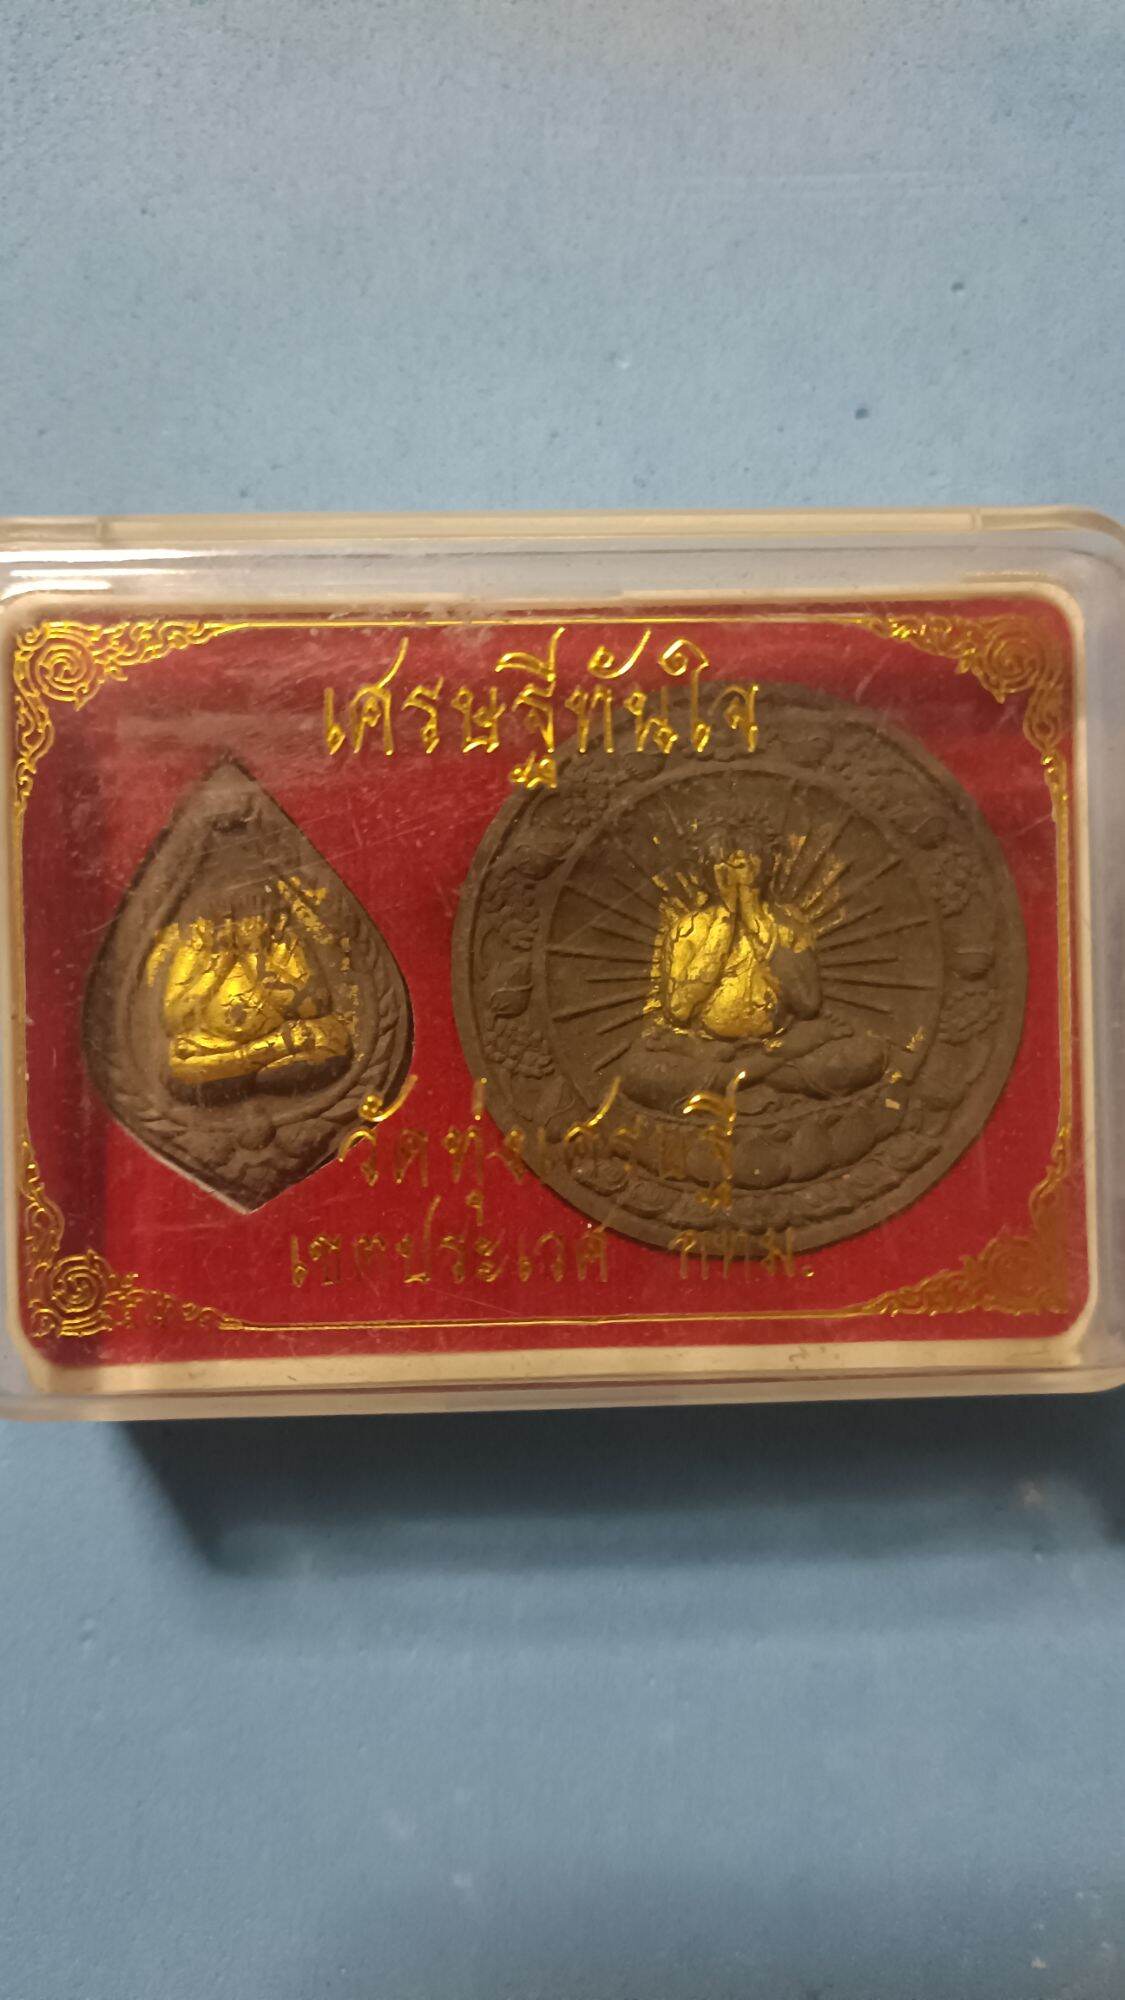 เศรษฐีทันใจ
วัดทุ่งเศรษฐี
เขตประเวศ กทม.